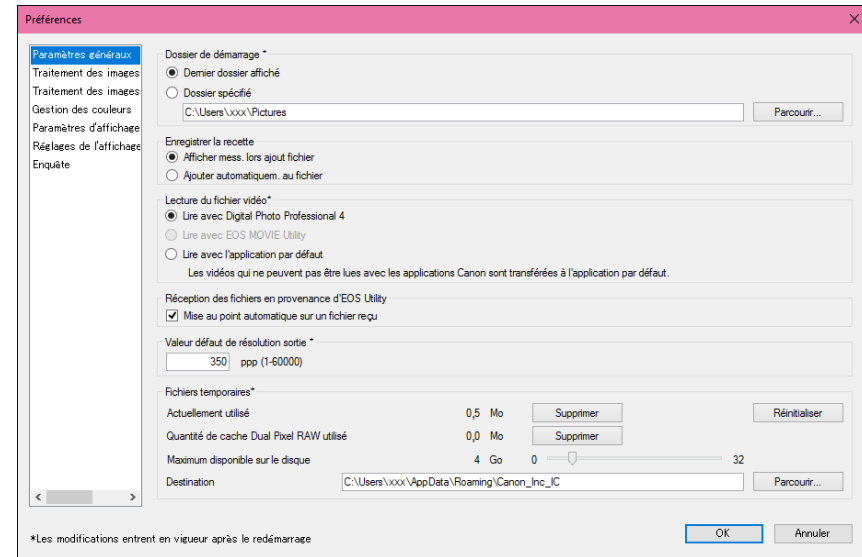 Préférences
Paramètres généraux
Traitement des images
Traitement des images
Gestion des couleurs
Paramètres d'affichage
Réglages de l'affichage
Enquête
Dossier de démarrage *
Dernier dossier affiché
Dossier spécifié
C:\Users\xxx\Pictures
Parcourir...
Enregistrer la recette
Afficher mess. lors ajout fichier
Ajouter automatiquem. au fichier
Lecture du fichier vidéo*
Lire avec Digital Photo Professional 4
Lire avec EOS MOVIE Utility
Lire avec l'application par défaut
Les vidéos qui ne peuvent pas être lues avec les applications Canon sont transférées à l'application par défaut.
Réception des fichiers en provenance d'EOS Utility
Mise au point automatique sur un fichier reçu
Valeur défaut de résolution sortie *
350 ppp (1-60000)
Fichiers temporaires*
Actuellement utilisé 0,5 Mo Supprimer Réinitialiser
Quantité de cache Dual Pixel RAW utilisé 0,0 Mo Supprimer
Maximum disponible sur le disque 4 Go 0 32
Destination C:\Users\xxx\AppData\Roaming\Canon_Inc_IC Parcourir...
*Les modifications entrent en vigueur après le redémarrage
OK Annuler